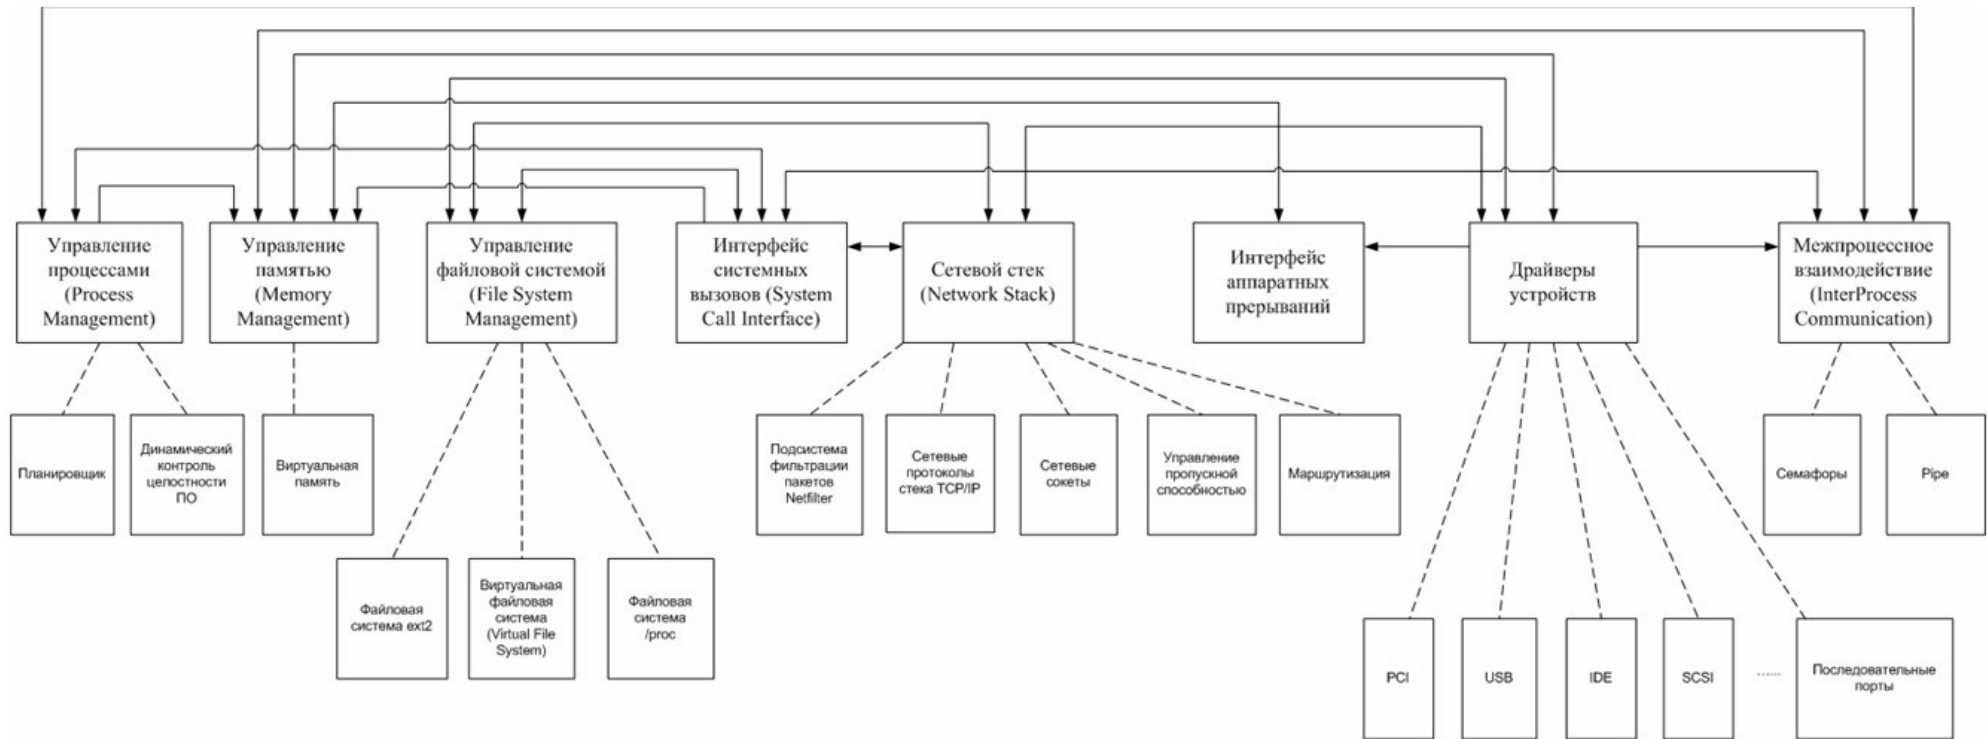 Управление
процессами
(Process
Management)
Управление
памятью
(Memory
Management)
Управление
файловой системой
(File System
Management)
Интерфейс
системных
вызовов (System
Call Interface)
Сетевой стек
(Network Stack)
Интерфейс
аппаратных
прерываний
Драйверы
устройств
Межпроцессное
взаимодействие
(InterProcess
Communication)
Планировщик
Динамический
контроль
целостности
ПО
Виртуальная
память
Подсистема
фильтрации
пакетов
Netfilter
Сетевые
протоколы
стека TCP/IP
Сетевые
сокеты
Управление
пропускной
способностью
Маршрутизация
Семафоры
Pipe
Файловая
система ext2
Виртуальная
файловая
система
(Virtual File
System)
Файловая
система
/proc
PCI
USB
IDE
SCSI
......
Последовательные
порты